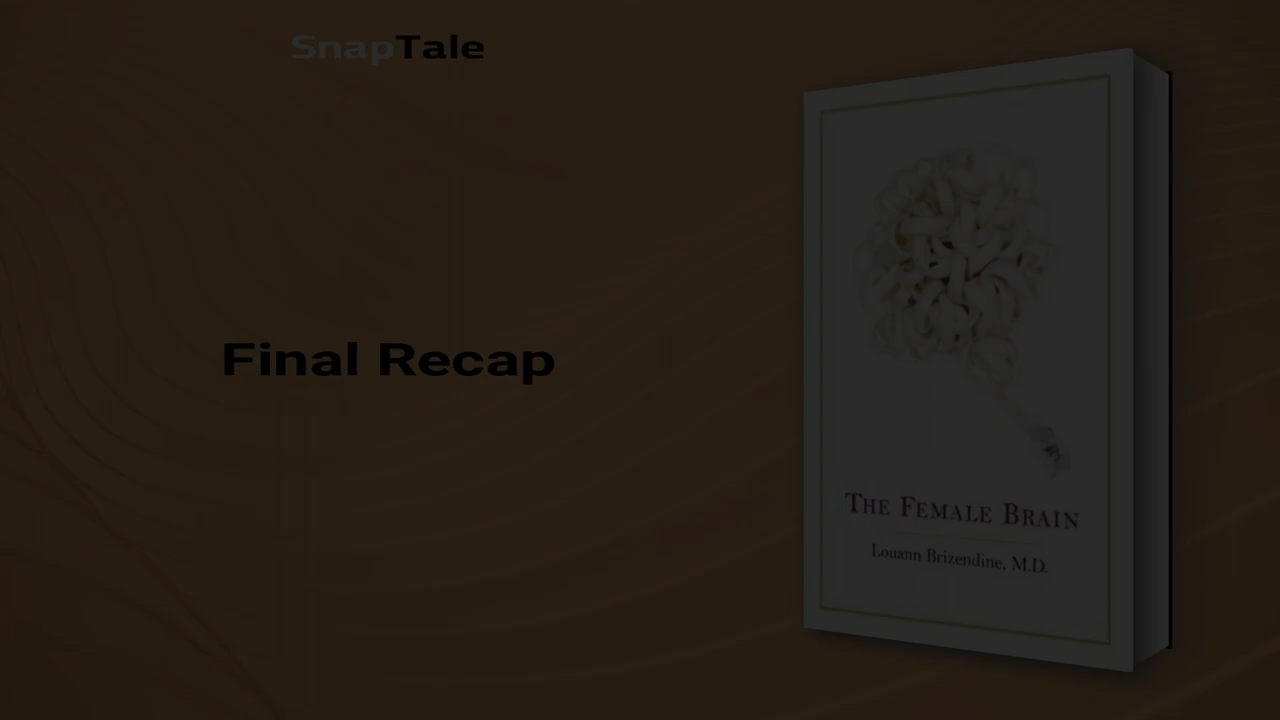 SnapTale
Final Recap
THE FEMALE BRAIN
Louann Brizendine, M.D.